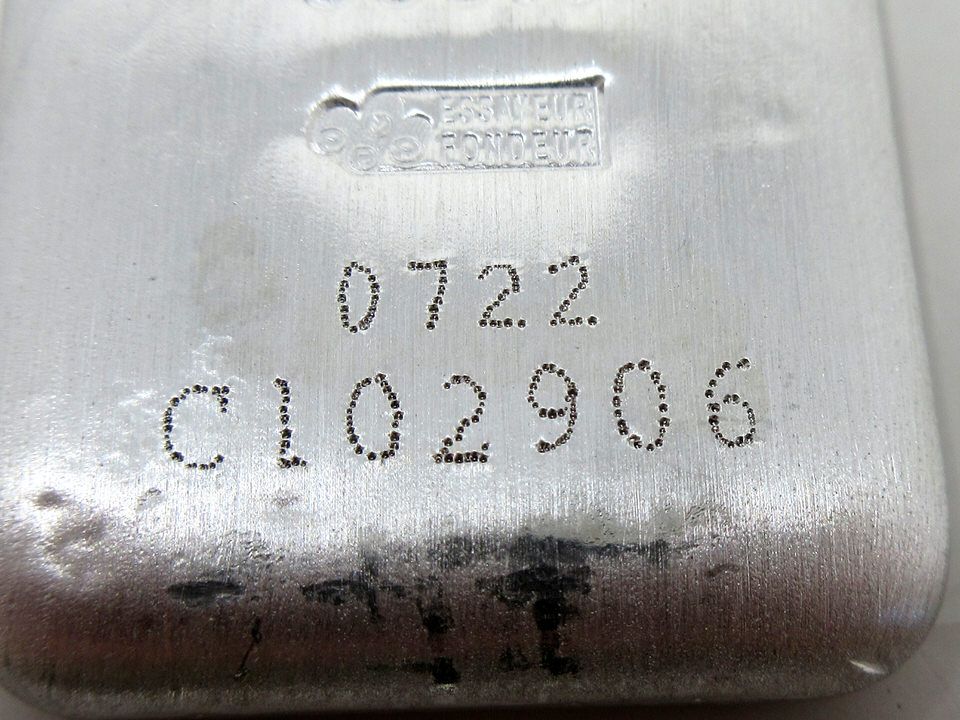 ESSAYEUR
FONDEUR
0722
C102906